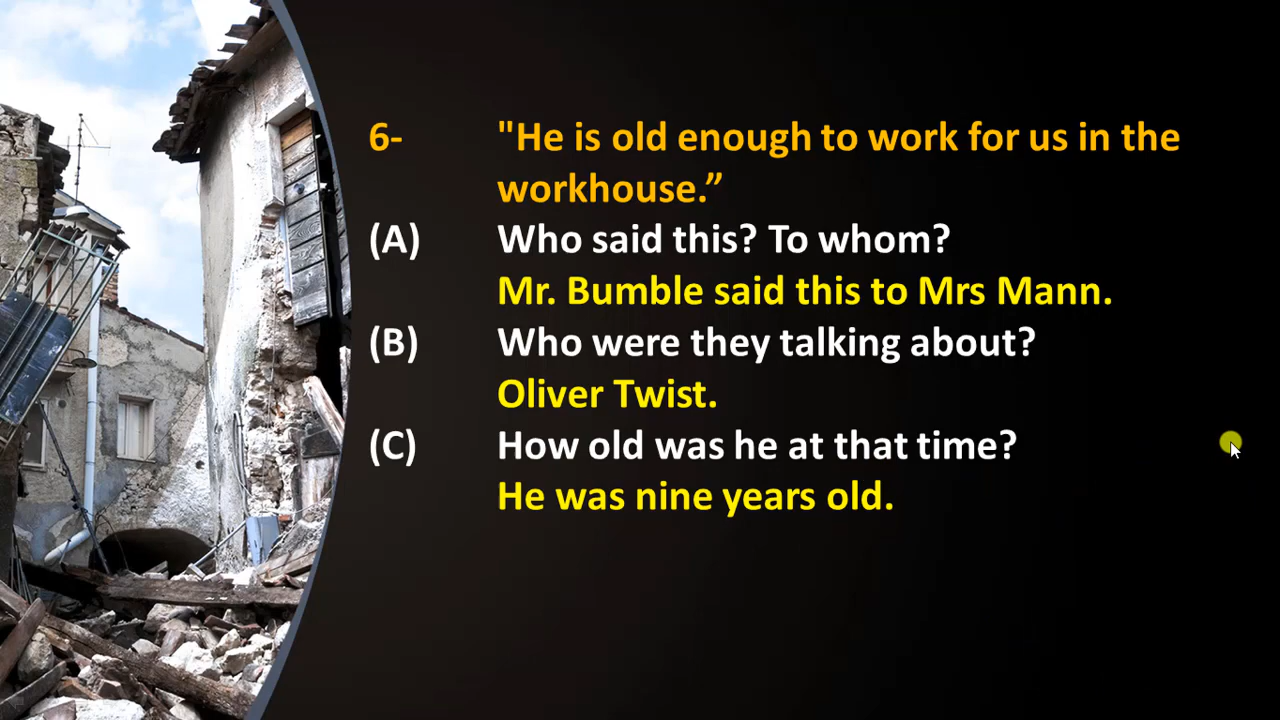 6- "He is old enough to work for us in the
workhouse.”
(A) Who said this? To whom?
Mr. Bumble said this to Mrs Mann.
(B) Who were they talking about?
Oliver Twist.
(C) How old was he at that time?
He was nine years old.